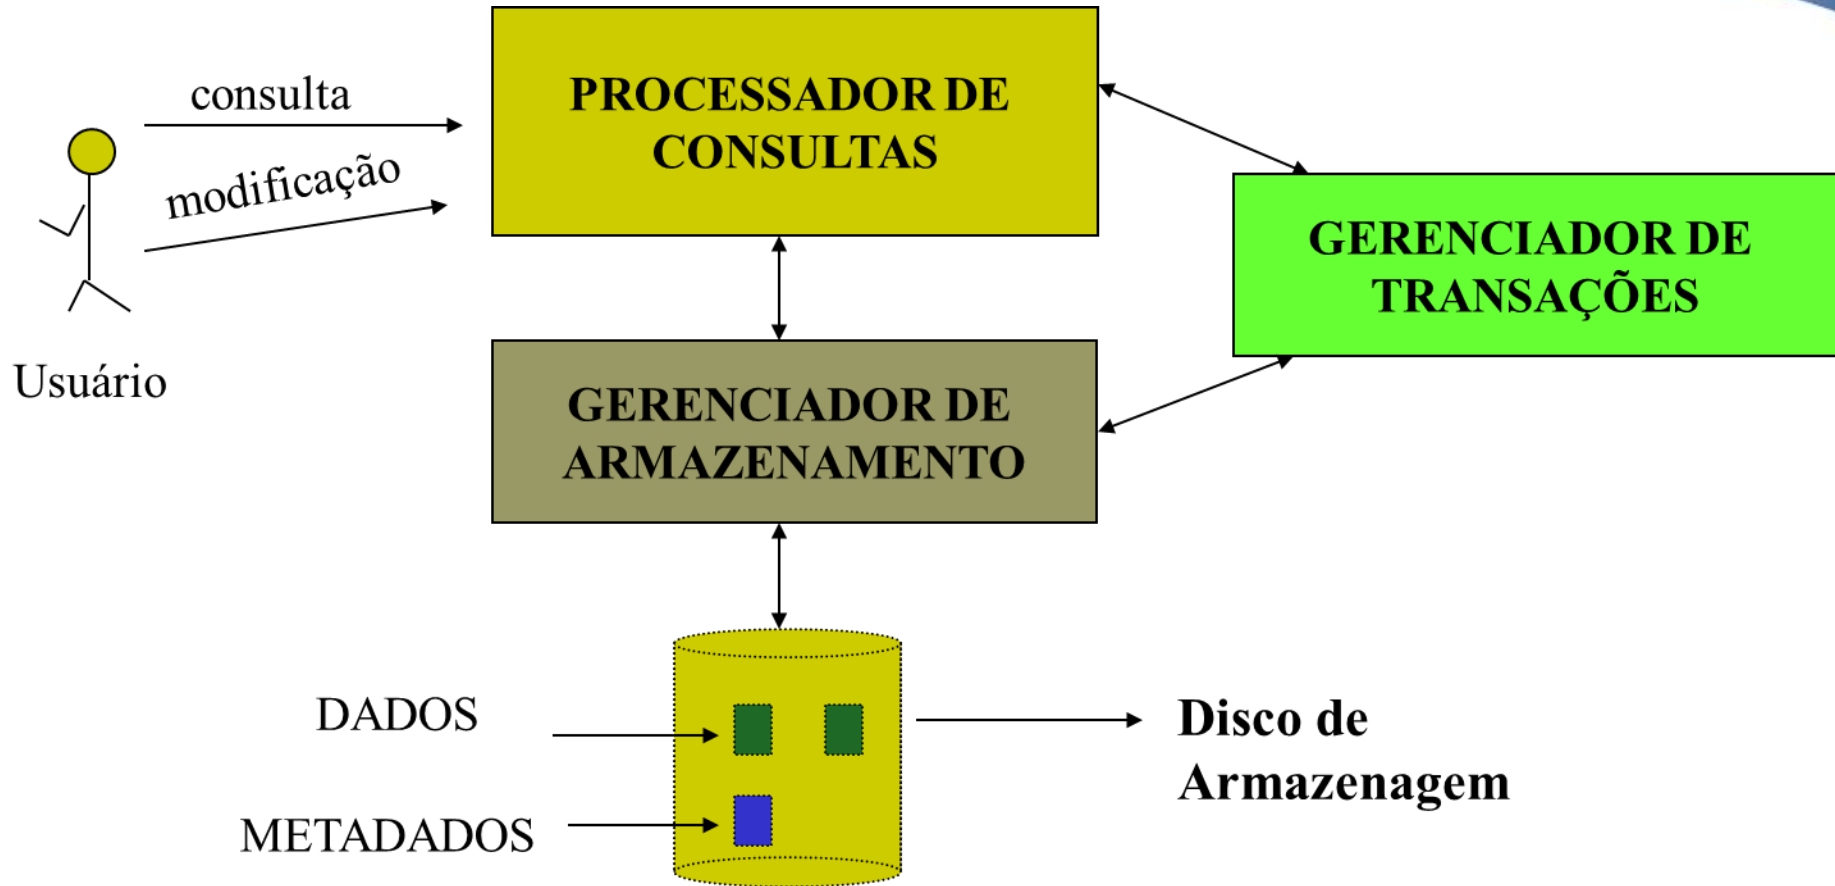 consulta
modificação
Usuário
PROCESSADOR DE
CONSULTAS
GERENCIADOR DE
TRANSAÇÕES
GERENCIADOR DE
ARMAZENAMENTO
DADOS
METADADOS
Disco de
Armazenagem